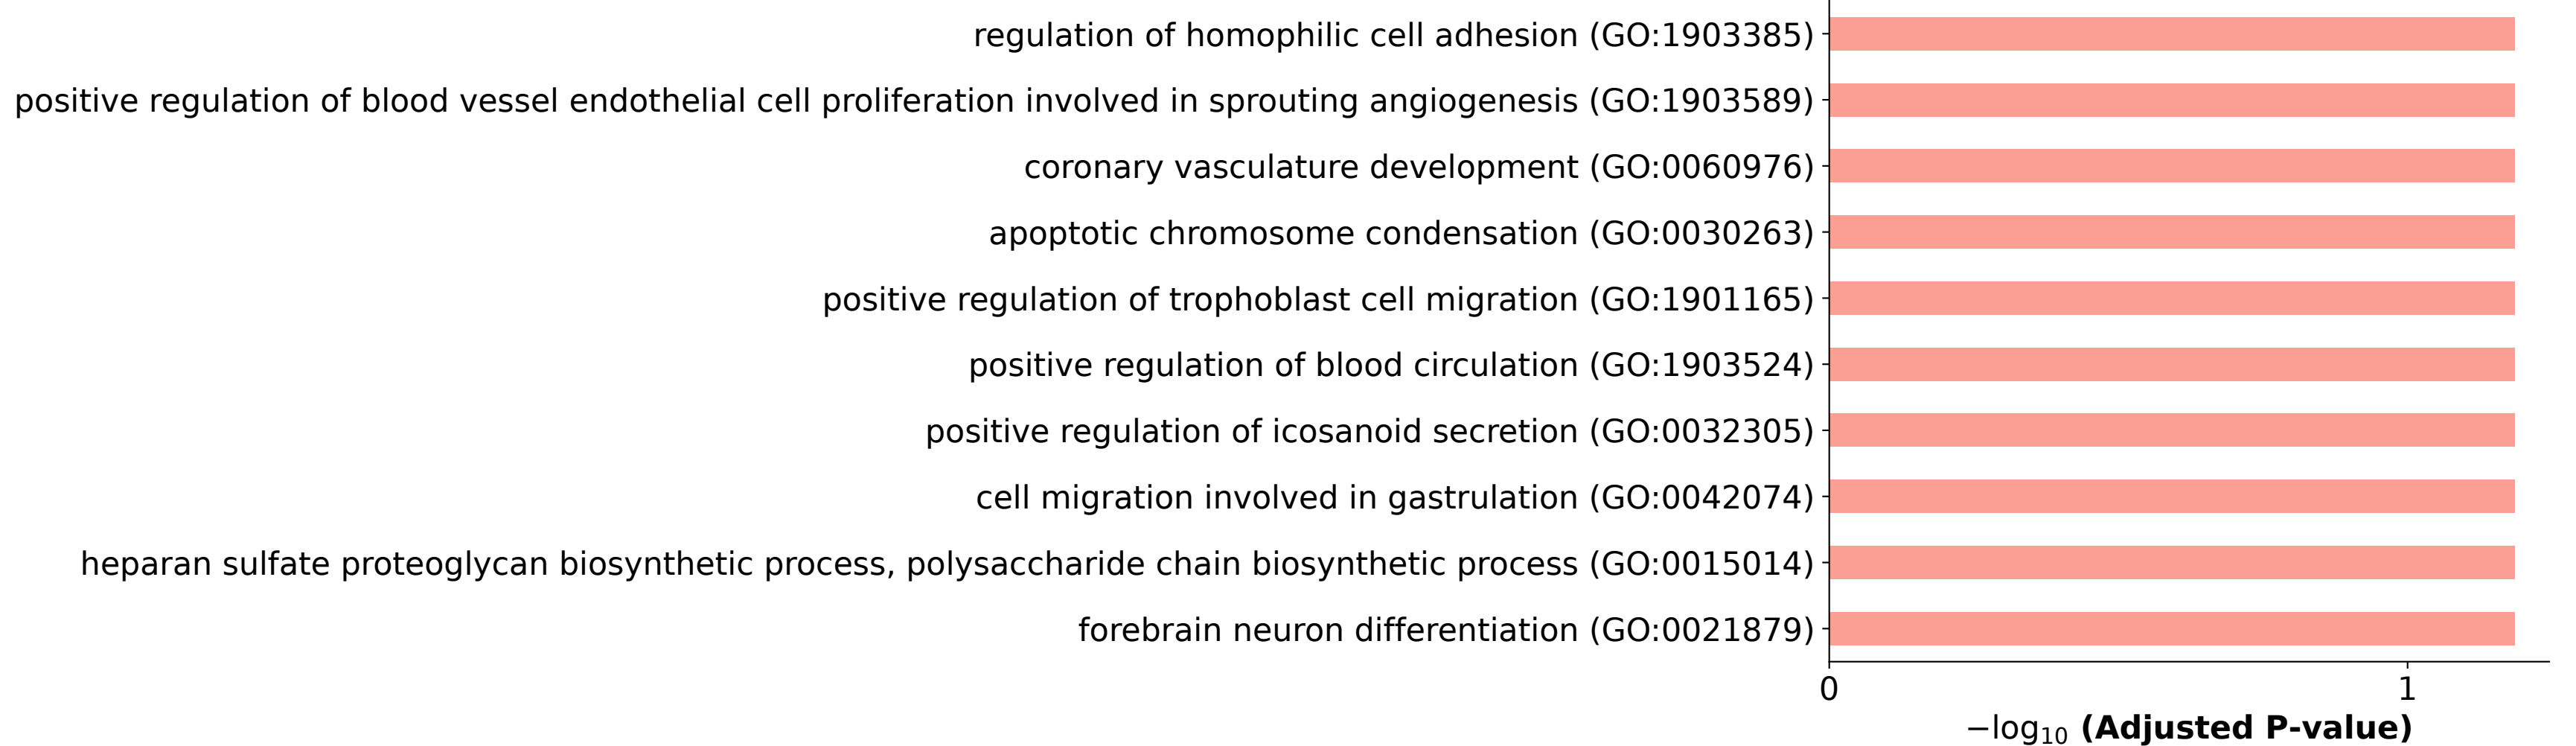 regulation of homophilic cell adhesion (GO:1903385)
positive regulation of blood vessel endothelial cell proliferation involved in sprouting angiogenesis (GO:1903589)
coronary vasculature development (GO:0060976)
apoptotic chromosome condensation (GO:0030263)
positive regulation of trophoblast cell migration (GO:1901165)
positive regulation of blood circulation (GO:1903524)
positive regulation of icosanoid secretion (GO:0032305)
cell migration involved in gastrulation (GO:0042074)
heparan sulfate proteoglycan biosynthetic process, polysaccharide chain biosynthetic process (GO:0015014)
forebrain neuron differentiation (GO:0021879)
0 1
−log₁₀ (Adjusted P-value)